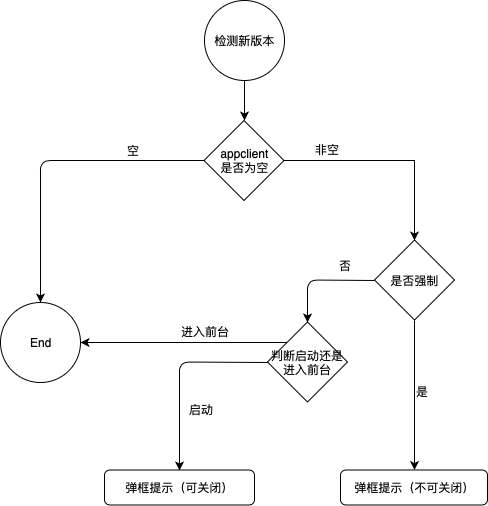 检测新版本
appclient
是否为空
空
非空
是否强制
否
进入前台
End
判断启动还是
进入前台
启动
是
弹框提示（可关闭）
弹框提示（不可关闭）